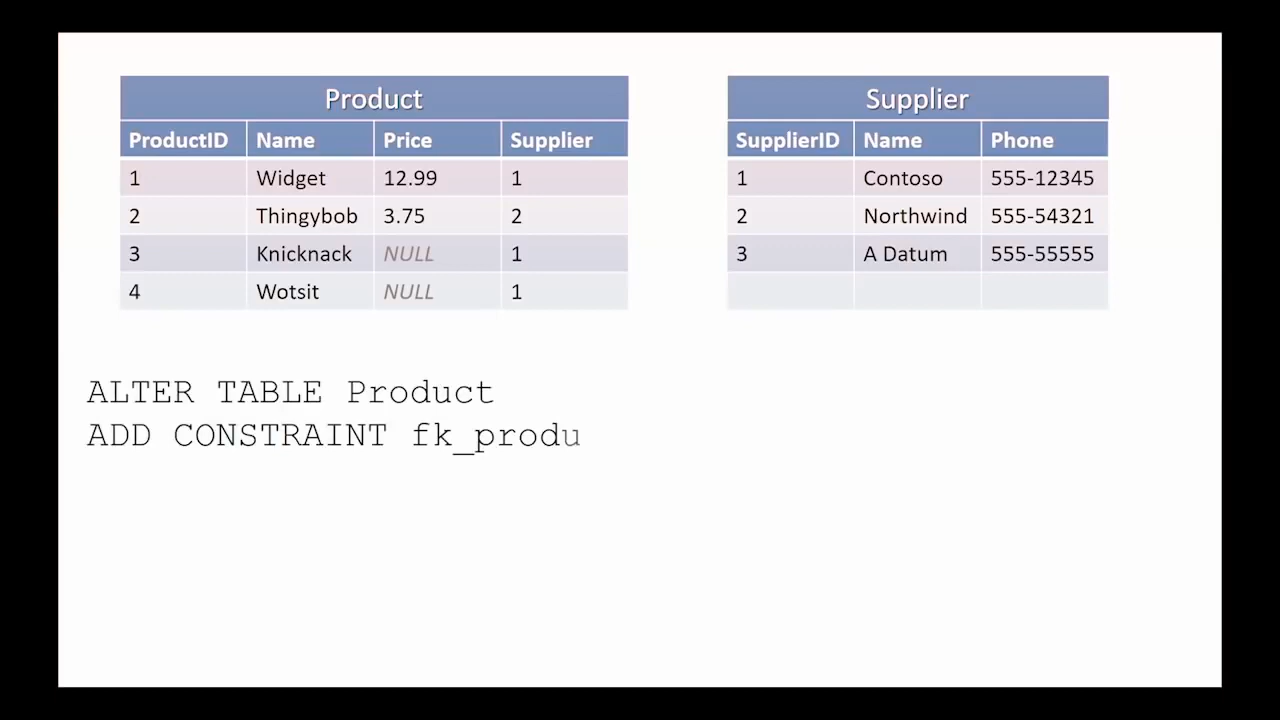 Product
ProductID Name Price Supplier
1 Widget 12.99 1
2 Thingybob 3.75 2
3 Knicknack NULL 1
4 Wotsit NULL 1
Supplier
SupplierID Name Phone
1 Contoso 555-12345
2 Northwind 555-54321
3 A Datum 555-55555
ALTER TABLE Product
ADD CONSTRAINT fk_produ